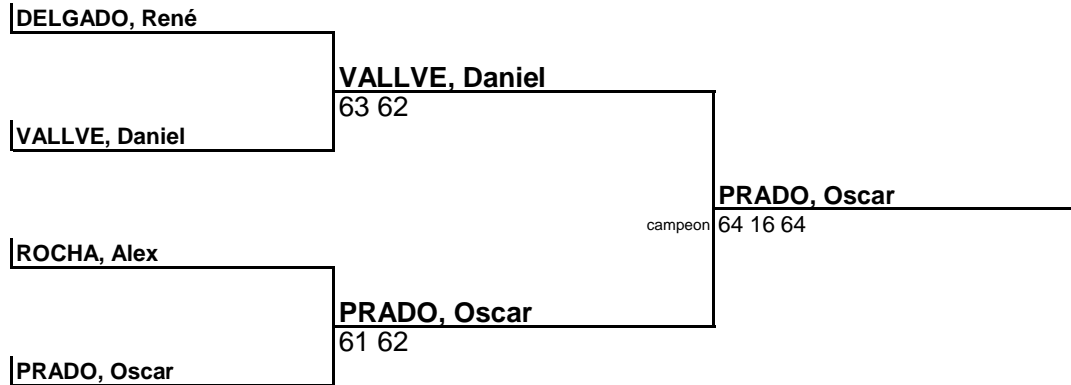 DELGADO, René
VALLVE, Daniel
63 62
VALLVE, Daniel
PRADO, Oscar
campeon 64 16 64
ROCHA, Alex
PRADO, Oscar
61 62
PRADO, Oscar